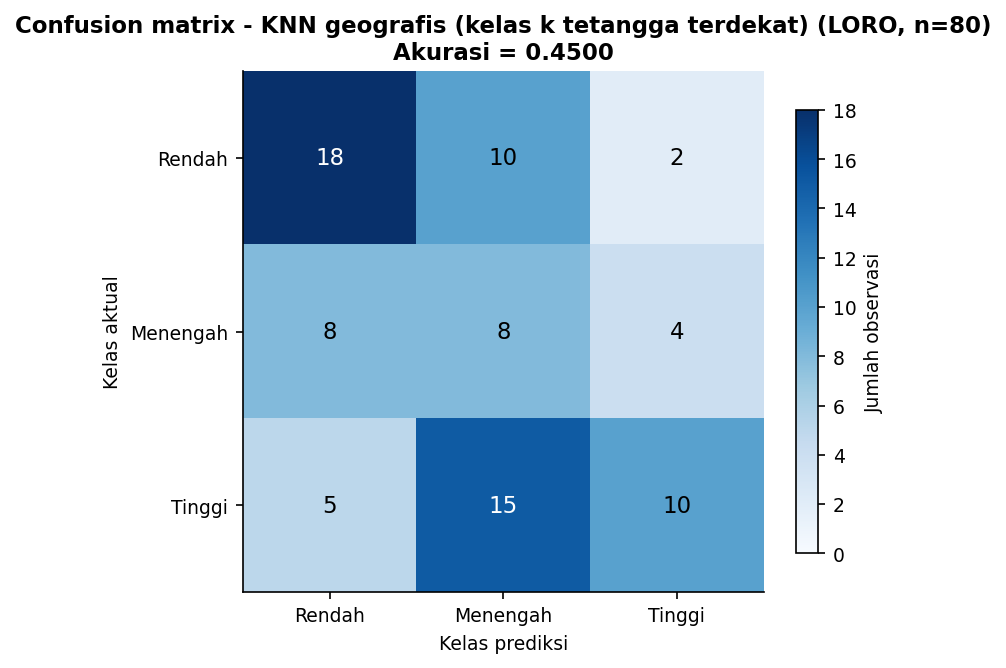 Confusion matrix - KNN geografis (kelas k tetangga terdekat) (LORO, n=80)
Akurasi = 0.4500
Kelas aktual
Rendah
18 10 2
Menengah
8 8 4
Tinggi
5 15 10
Rendah Menengah Tinggi
Kelas prediksi
18
16
14
12
10
8
6
4
2
0
Jumlah observasi